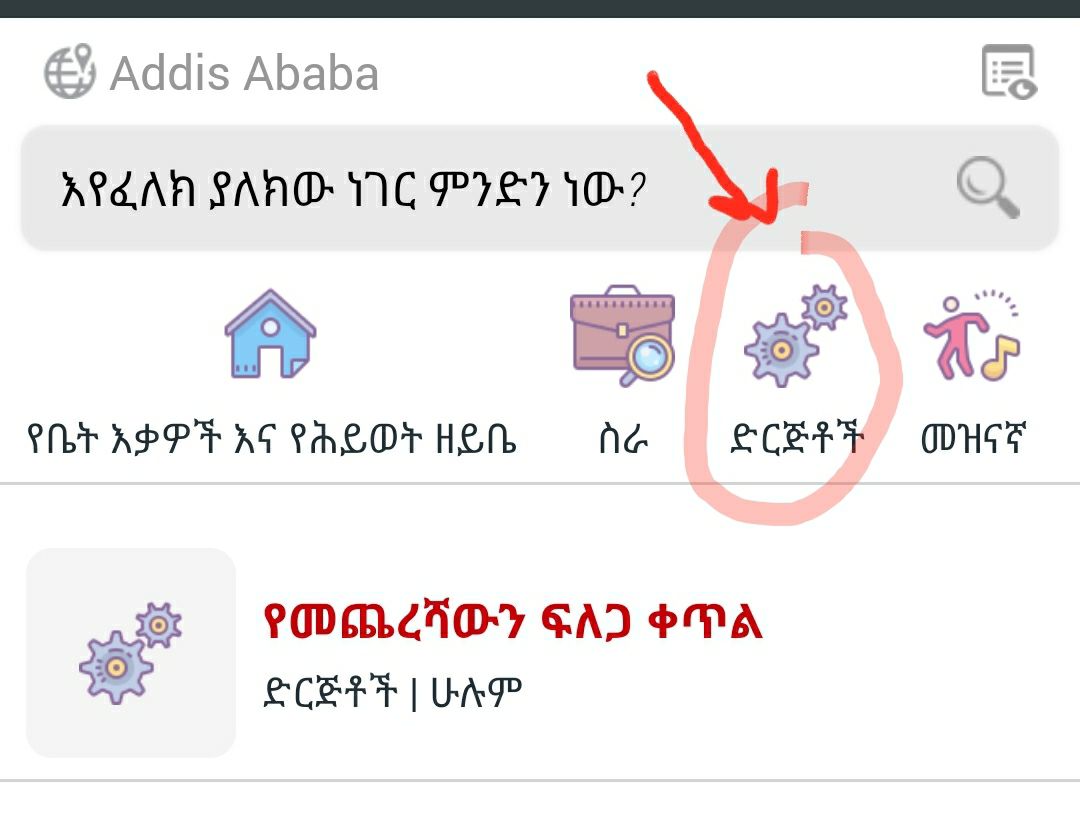 Addis Ababa
እየፈለክ ያለክው ነገር ምንድን ነው?
የቤት እቃዎች እና የሕይወት ዘይቤ
ስራ
ድርጅቶች
መዝናኛ
የመጨረሻውን ፍለጋ ቀጥል
ድርጅቶች | ሁሉም